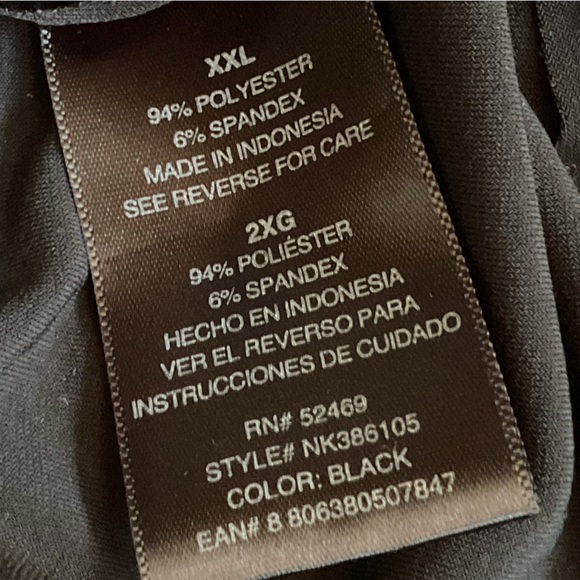 XXL
94% POLYESTER
6% SPANDEX
MADE IN INDONESIA
SEE REVERSE FOR CARE
2XG
94% POLIÉSTER
6% SPANDEX
HECHO EN INDONESIA
VER EL REVERSO PARA
INSTRUCCIONES DE CUIDADO
RN# 52469
STYLE# NK386105
COLOR: BLACK
EAN# 8 806380507847